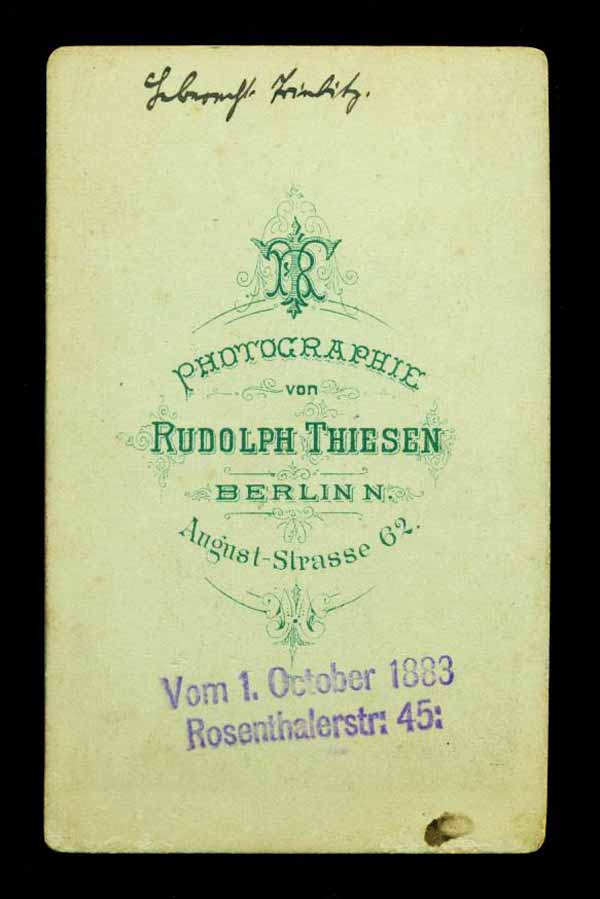 PHOTOGRAPHIE
von
RUDOLPH THIESEN
BERLIN N.
August-Strasse 62.
Vom 1. October 1883
Rosenthalerstr: 45: